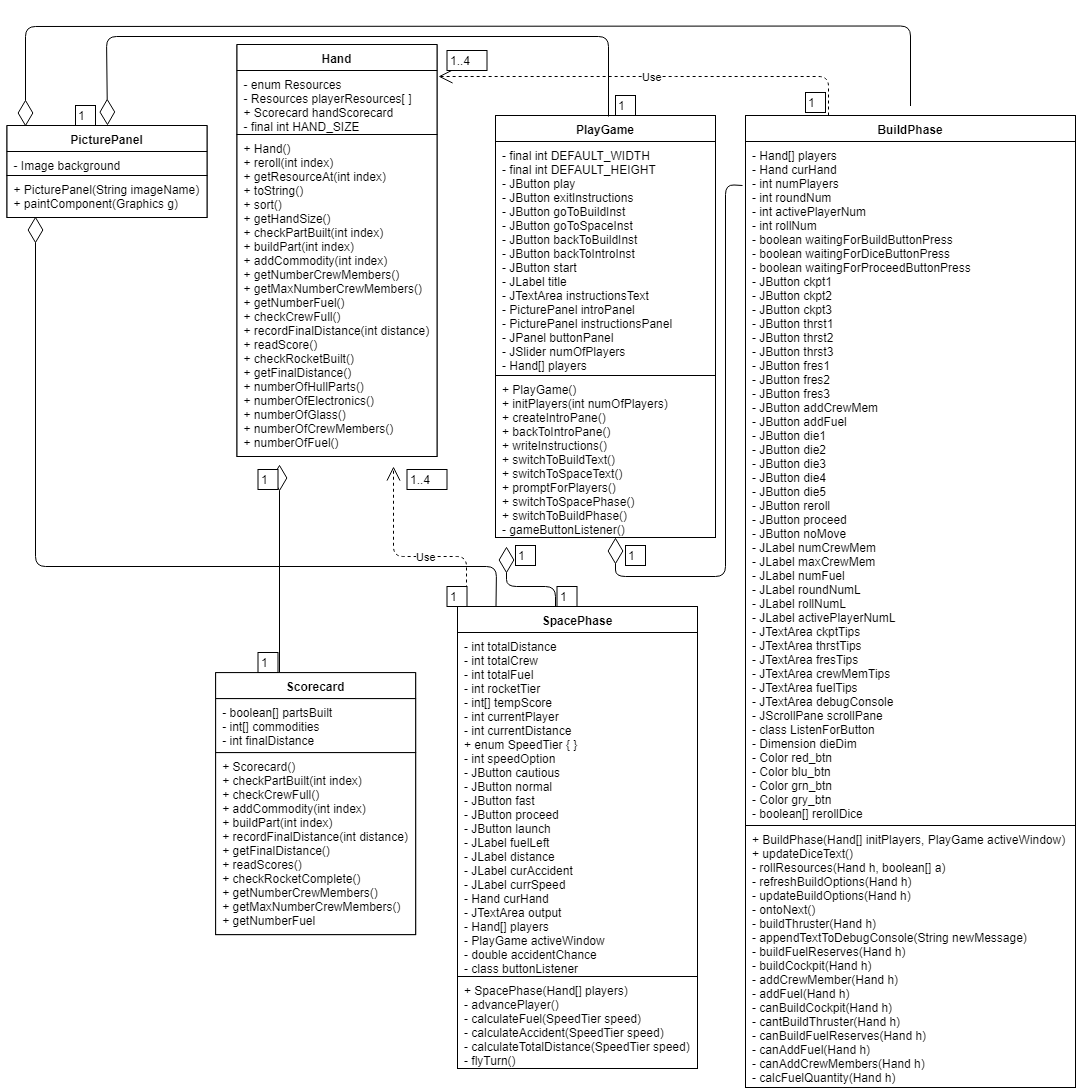 Hand
- enum Resources
- Resources playerResources[ ]
+ Scorecard handScorecard
- final int HAND_SIZE
+ Hand()
+ reroll(int index)
+ getResourceAt(int index)
+ toString()
+ sort()
+ getHandSize()
+ checkPartBuilt(int index)
+ buildPart(int index)
+ addCommodity(int index)
+ getNumberCrewMembers()
+ getMaxNumberCrewMembers()
+ getNumberFuel()
+ checkCrewFull()
+ recordFinalDistance(int distance)
+ readScore()
+ checkRocketBuilt()
+ getFinalDistance()
+ numberOfHullParts()
+ numberOfElectronics()
+ numberOfGlass()
+ numberOfCrewMembers()
+ numberOfFuel()
1..4
Use
1
1
1
PicturePanel
- Image background
+ PicturePanel(String imageName)
+ paintComponent(Graphics g)
PlayGame
- final int DEFAULT_WIDTH
- final int DEFAULT_HEIGHT
- JButton play
- JButton exitInstructions
- JButton goToBuildInst
- JButton goToSpaceInst
- JButton backToBuildInst
- JButton backToIntroInst
- JButton start
- JLabel title
- JTextArea instructionsText
- PicturePanel introPanel
- PicturePanel instructionsPanel
- JPanel buttonPanel
- JSlider numOfPlayers
- Hand[] players
+ PlayGame()
+ initPlayers(int numOfPlayers)
+ createIntroPane()
+ backToIntroPane()
+ writeInstructions()
+ switchToBuildText()
+ switchToSpaceText()
+ promptForPlayers()
+ switchToSpacePhase()
+ switchToBuildPhase()
- gameButtonListener()
BuildPhase
- Hand[] players
- Hand curHand
- int numPlayers
- int roundNum
- int activePlayerNum
- int rollNum
- boolean waitingForBuildButtonPress
- boolean waitingForDiceButtonPress
- boolean waitingForProceedButtonPress
- JButton ckpt1
- JButton ckpt2
- JButton ckpt3
- JButton thrst1
- JButton thrst2
- JButton thrst3
- JButton fres1
- JButton fres2
- JButton fres3
- JButton addCrewMem
- JButton addFuel
- JButton die1
- JButton die2
- JButton die3
- JButton die4
- JButton die5
- JButton reroll
- JButton proceed
- JButton noMove
- JLabel numCrewMem
- JLabel maxCrewMem
- JLabel numFuel
- JLabel roundNumL
- JLabel rollNumL
- JLabel activePlayerNumL
- JTextArea ckptTips
- JTextArea thrstTips
- JTextArea fresTips
- JTextArea crewMemTips
- JTextArea fuelTips
- JTextArea debugConsole
- JScrollPane scrollPane
- class ListenForButton
- Dimension dieDim
- Color red_btn
- Color blu_btn
- Color grn_btn
- Color gry_btn
- boolean[] rerollDice
+ BuildPhase(Hand[] initPlayers, PlayGame activeWindow)
+ updateDiceText()
- rollResources(Hand h, boolean[] a)
- refreshBuildOptions(Hand h)
- updateBuildOptions(Hand h)
- ontoNext()
- buildThruster(Hand h)
- appendTextToDebugConsole(String newMessage)
- buildFuelReserves(Hand h)
- buildCockpit(Hand h)
- addCrewMember(Hand h)
- addFuel(Hand h)
- canBuildCockpit(Hand h)
- cantBuildThruster(Hand h)
- canBuildFuelReserves(Hand h)
- canAddFuel(Hand h)
- canAddCrewMembers(Hand h)
- calcFuelQuantity(Hand h)
1
1..4
Use
1
1
1
1
1
Scorecard
- boolean[] partsBuilt
- int[] commodities
- int finalDistance
+ Scorecard()
+ checkPartBuilt(int index)
+ checkCrewFull()
+ addCommodity(int index)
+ buildPart(int index)
+ recordFinalDistance(int distance)
+ getFinalDistance()
+ readScores()
+ checkRocketComplete()
+ getNumberCrewMembers()
+ getMaxNumberCrewMembers()
+ getNumberFuel
SpacePhase
- int totalDistance
- int totalCrew
- int totalFuel
- int rocketTier
- int[] tempScore
- int currentPlayer
- int currentDistance
+ enum SpeedTier { }
- int speedOption
- JButton cautious
- JButton normal
- JButton fast
- JButton proceed
- JButton launch
- JLabel fuelLeft
- JLabel distance
- JLabel curAccident
- JLabel currSpeed
- Hand curHand
- JTextArea output
- Hand[] players
- PlayGame activeWindow
- double accidentChance
- class buttonListener
+ SpacePhase(Hand[] players)
- advancePlayer()
- calculateFuel(SpeedTier speed)
- calculateAccident(SpeedTier speed)
- calculateTotalDistance(SpeedTier speed)
- flyTurn()